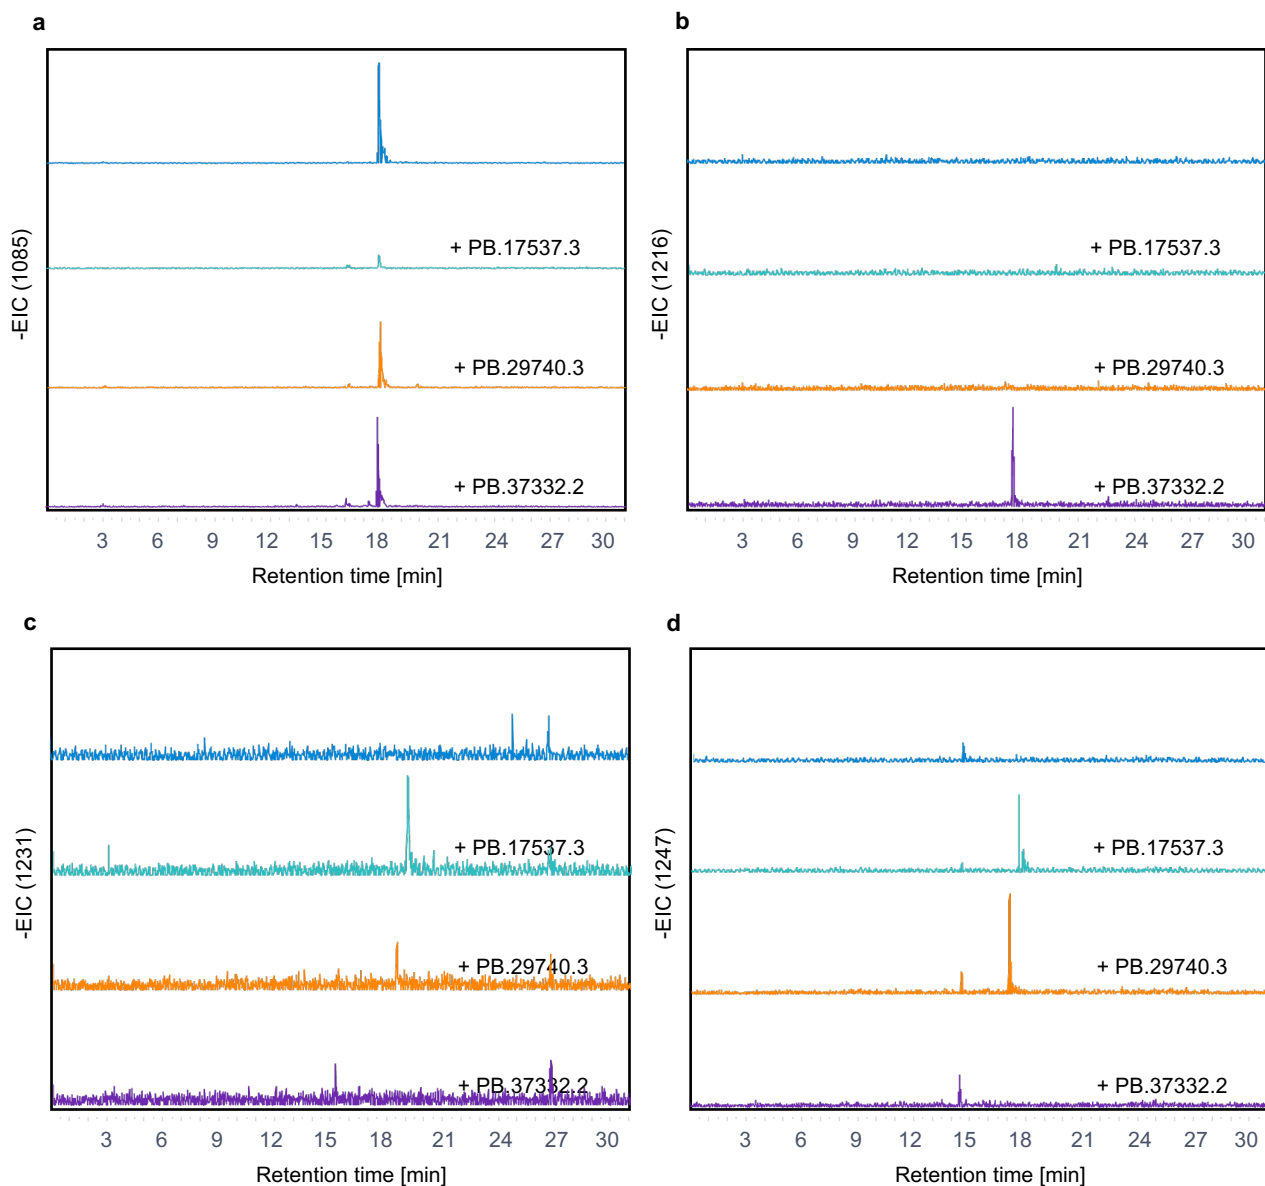 a
-EIC (1085)
+ PB.17537.3
+ PB.29740.3
+ PB.37332.2
3 6 9 12 15 18 21 24 27 30
Retention time [min]
b
-EIC (1216)
+ PB.17537.3
+ PB.29740.3
+ PB.37332.2
3 6 9 12 15 18 21 24 27 30
Retention time [min]
c
-EIC (1231)
+ PB.17537.3
+ PB.29740.3
+ PB.37332.2
3 6 9 12 15 18 21 24 27 30
Retention time [min]
d
-EIC (1247)
+ PB.17537.3
+ PB.29740.3
+ PB.37332.2
3 6 9 12 15 18 21 24 27 30
Retention time [min]